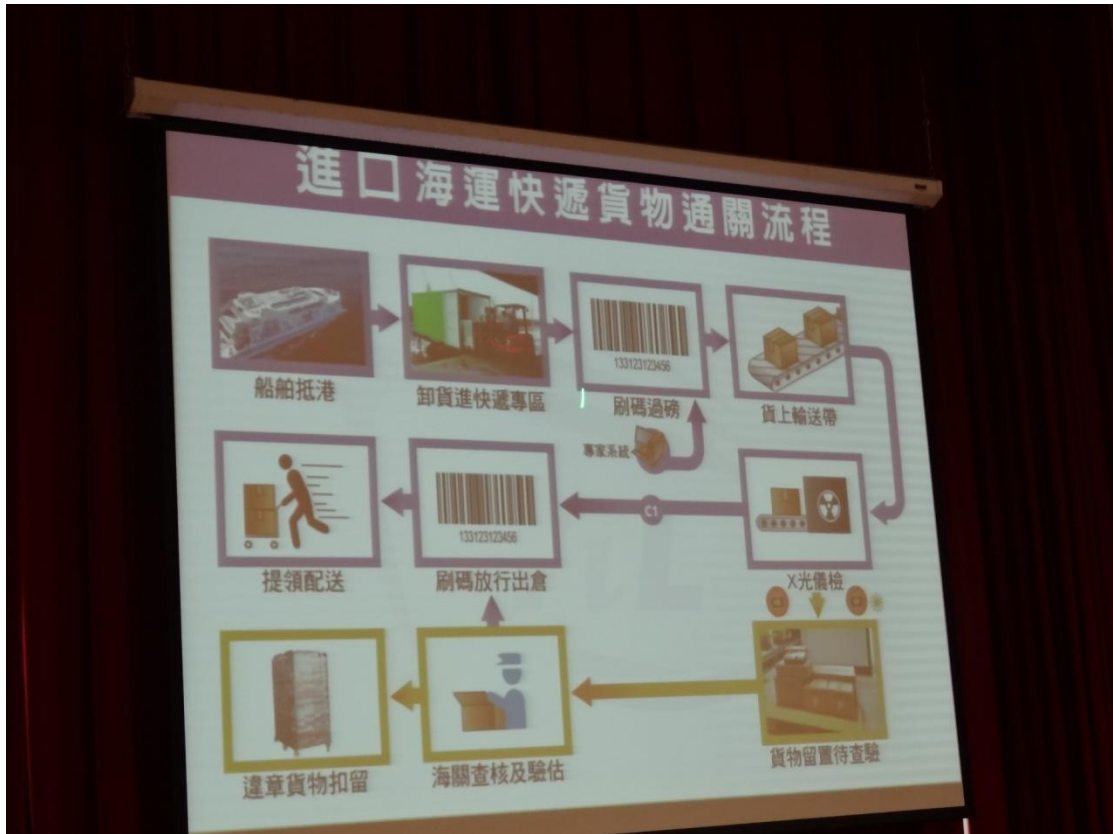 進口海運快遞貨物通關流程
船舶抵港
卸貨進快遞專區
133123123456
刷碼過磅
貨上輸送帶
專家系統
提領配送
133123123456
刷碼放行出倉
C1
X光儀檢
C3
C2
違章貨物扣留
海關查核及驗估
貨物留置待查驗